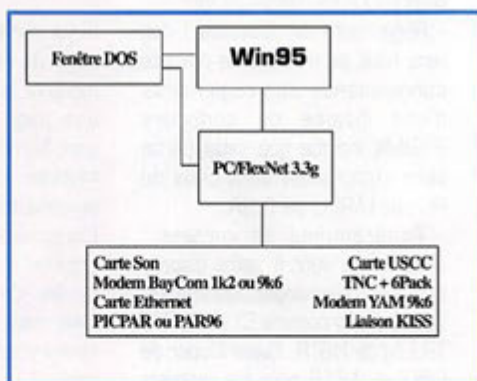 Fenêtre DOS
Win95
PC/FlexNet 3.3g
Carte Son Carte USCC
Modem BayCom 1k2 ou 9k6 TNC + 6Pack
Carte Ethernet Modem YAM 9k6
PICPAR ou PAR96 Liaison KISS